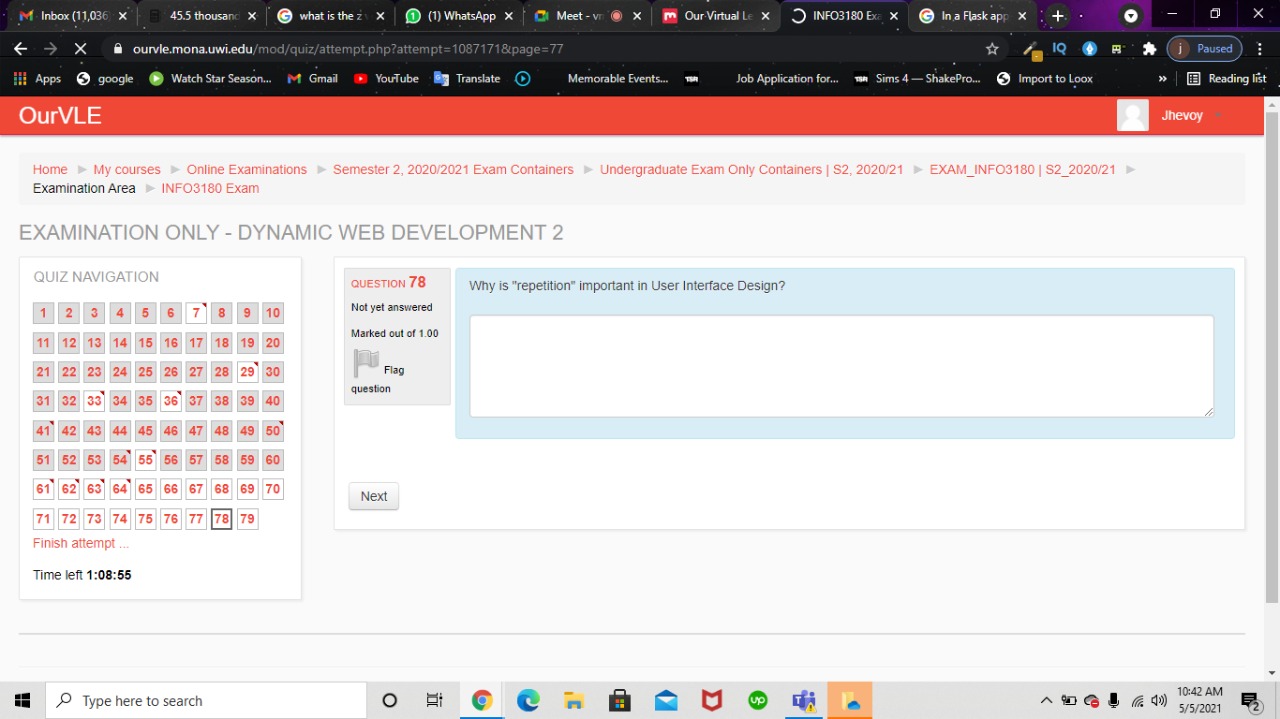 Inbox (11,036
45.5 thousand
what is the z v
(1) WhatsApp
Meet - vn
Our Virtual Le
INFO3180 Exa
In a Flask app
ourvle.mona.uwi.edu/mod/quiz/attempt.php?attempt=1087171&page=77
IQ
j Paused
Apps
google
Watch Star Season...
Gmail
YouTube
Translate
Memorable Events...
TSR
Job Application for...
TSR
Sims 4 — ShakePro...
Import to Loox
»
Reading list
OurVLE
Jhevoy
Home ► My courses ► Online Examinations ► Semester 2, 2020/2021 Exam Containers ► Undergraduate Exam Only Containers | S2, 2020/21 ► EXAM_INFO3180 | S2_2020/21 ►
Examination Area ► INFO3180 Exam
EXAMINATION ONLY - DYNAMIC WEB DEVELOPMENT 2
QUIZ NAVIGATION
1 2 3 4 5 6 7 8 9 10
11 12 13 14 15 16 17 18 19 20
21 22 23 24 25 26 27 28 29 30
31 32 33 34 35 36 37 38 39 40
41 42 43 44 45 46 47 48 49 50
51 52 53 54 55 56 57 58 59 60
61 62 63 64 65 66 67 68 69 70
71 72 73 74 75 76 77 78 79
Finish attempt ...
Time left 1:08:55
QUESTION 78
Not yet answered
Marked out of 1.00
Flag
question
Why is "repetition" important in User Interface Design?
Next
Type here to search
up
10:42 AM
5/5/2021
2